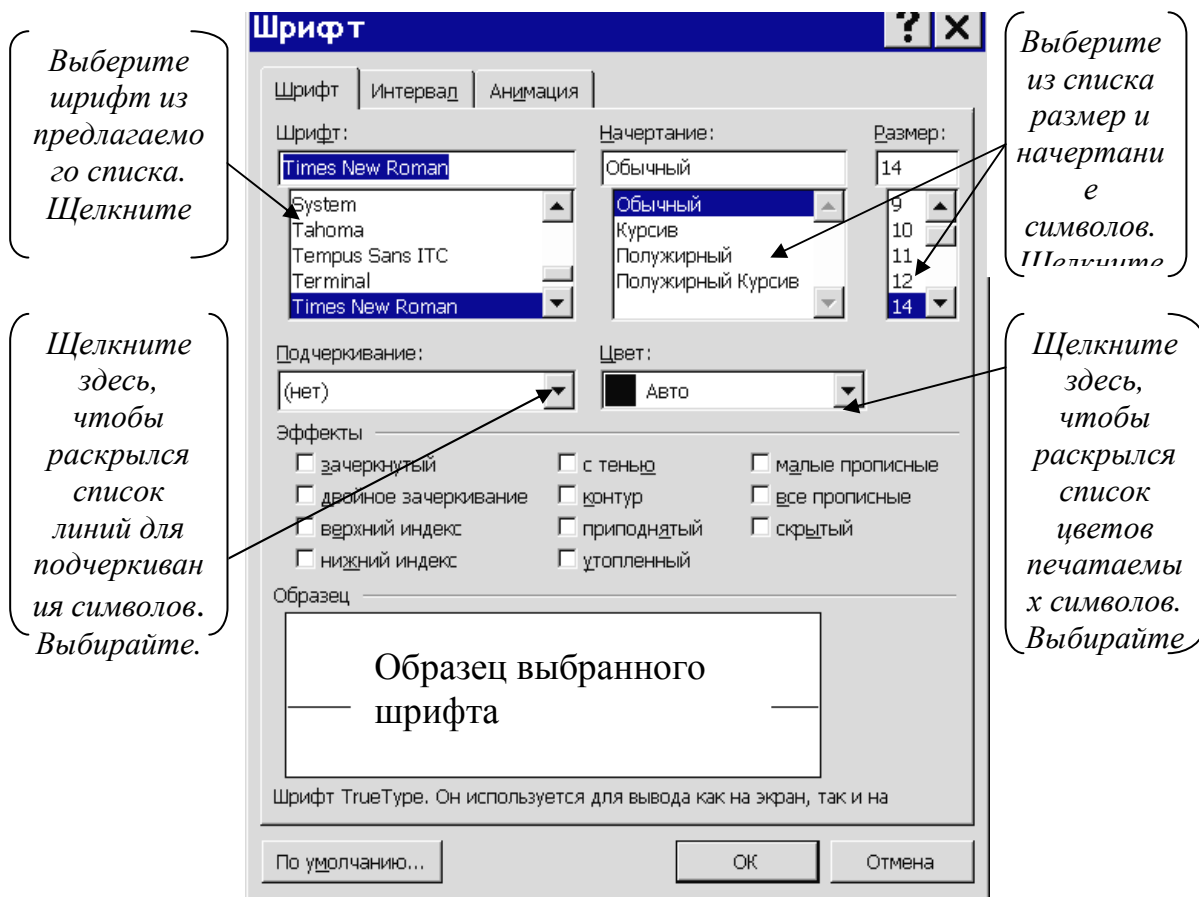 Шрифт
Выберите
шрифт из
предлагаемо
го списка.
Щелкните
Выберите
из списка
размер и
начертани
е
символов.
Щелкните
Шрифт Интервал Анимация
Шрифт: Начертание: Размер:
Times New Roman Обычный 14
System Обычный 9
Tahoma Курсив 10
Tempus Sans ITC Полужирный 11
Terminal Полужирный Курсив 12
Times New Roman 14
Щелкните
здесь,
чтобы
раскрылся
список
линий для
подчеркиван
ия символов.
Выбирайте.
Щелкните
здесь,
чтобы
раскрылся
список
цветов
печатаемы
х символов.
Выбирайте
Подчеркивание: Цвет:
(нет) Авто
Эффекты
зачеркнутый с тенью малые прописные
двойное зачеркивание контур все прописные
верхний индекс приподнятый скрытый
нижний индекс утопленный
Образец
Образец выбранного
шрифта
Шрифт TrueType. Он используется для вывода как на экран, так и на
По умолчанию... ОК Отмена